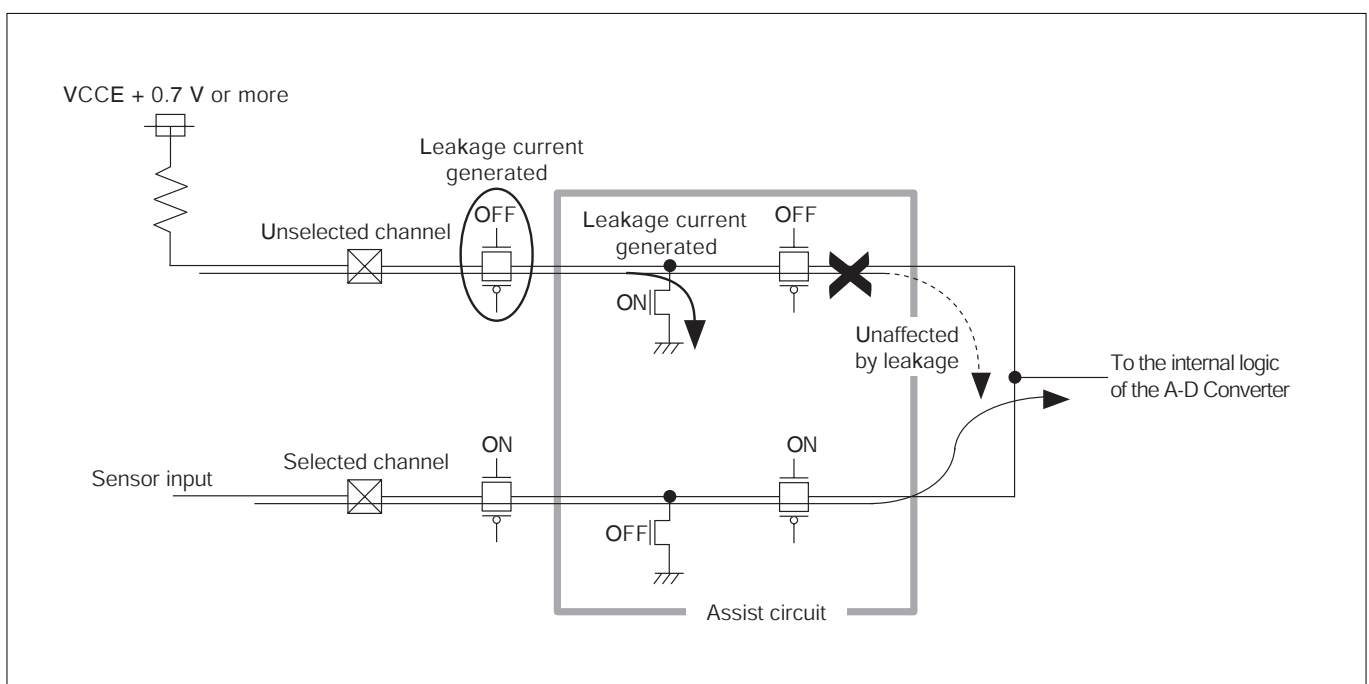 VCCE + 0.7 V or more
Leakage current
generated
OFF
Unselected channel
Leakage current
generated
OFF
ON
Unaffected
by leakage
To the internal logic
of the A-D Converter
ON
ON
Selected channel
Sensor input
OFF
Assist circuit